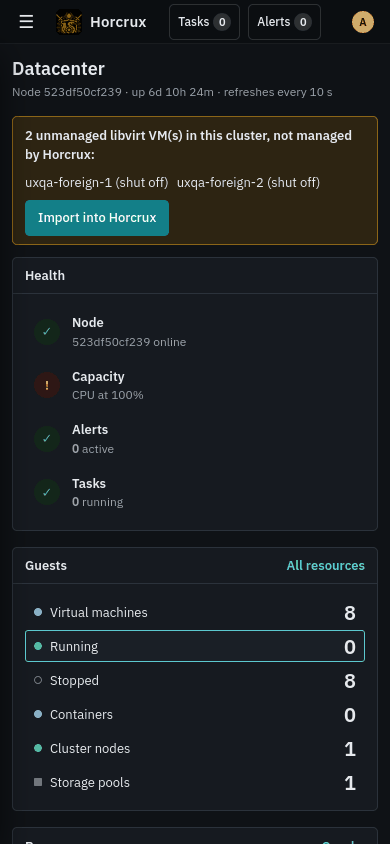 ☰ Horcrux Tasks 0 Alerts 0 A
Datacenter
Node 523df50cf239 · up 6d 10h 24m · refreshes every 10 s
2 unmanaged libvirt VM(s) in this cluster, not managed
by Horcrux:
uxqa-foreign-1 (shut off) uxqa-foreign-2 (shut off)
Import into Horcrux
Health
✓ Node
523df50cf239 online
! Capacity
CPU at 100%
✓ Alerts
0 active
✓ Tasks
0 running
Guests All resources
Virtual machines 8
Running 0
Stopped 8
Containers 0
Cluster nodes 1
Storage pools 1